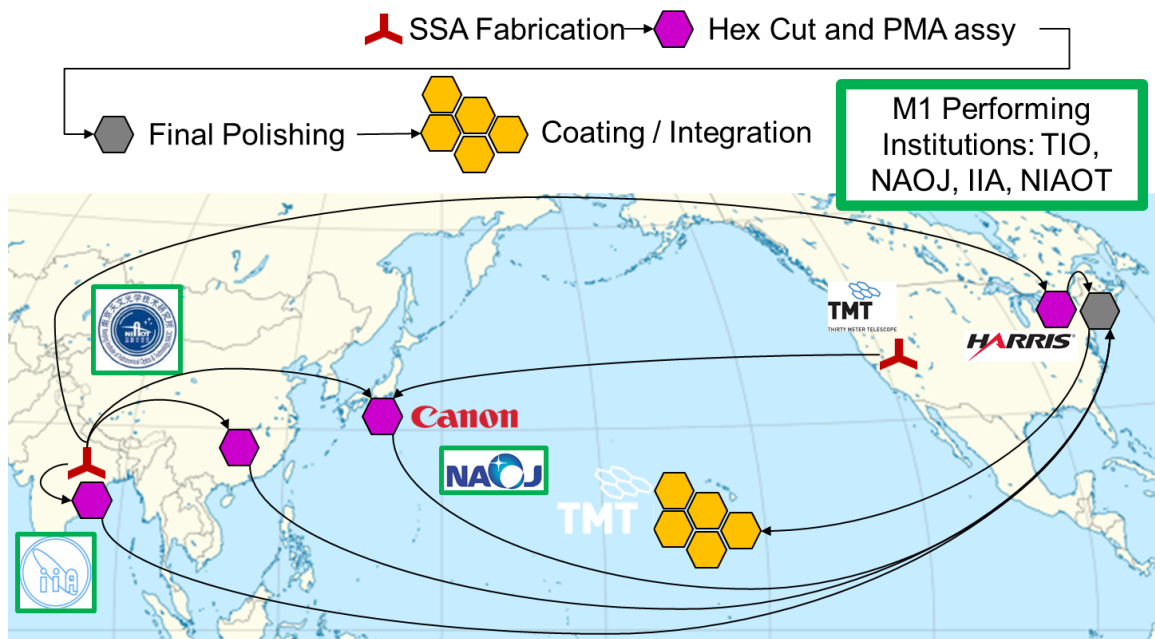 SSA Fabrication
Hex Cut and PMA assy
Final Polishing
Coating / Integration
M1 Performing
Institutions: TIO,
NAOJ, IIA, NIAOT
NIAOT
TMT
THIRTY METER TELESCOPE
HARRIS
Canon
NAOJ
TMT
iiA